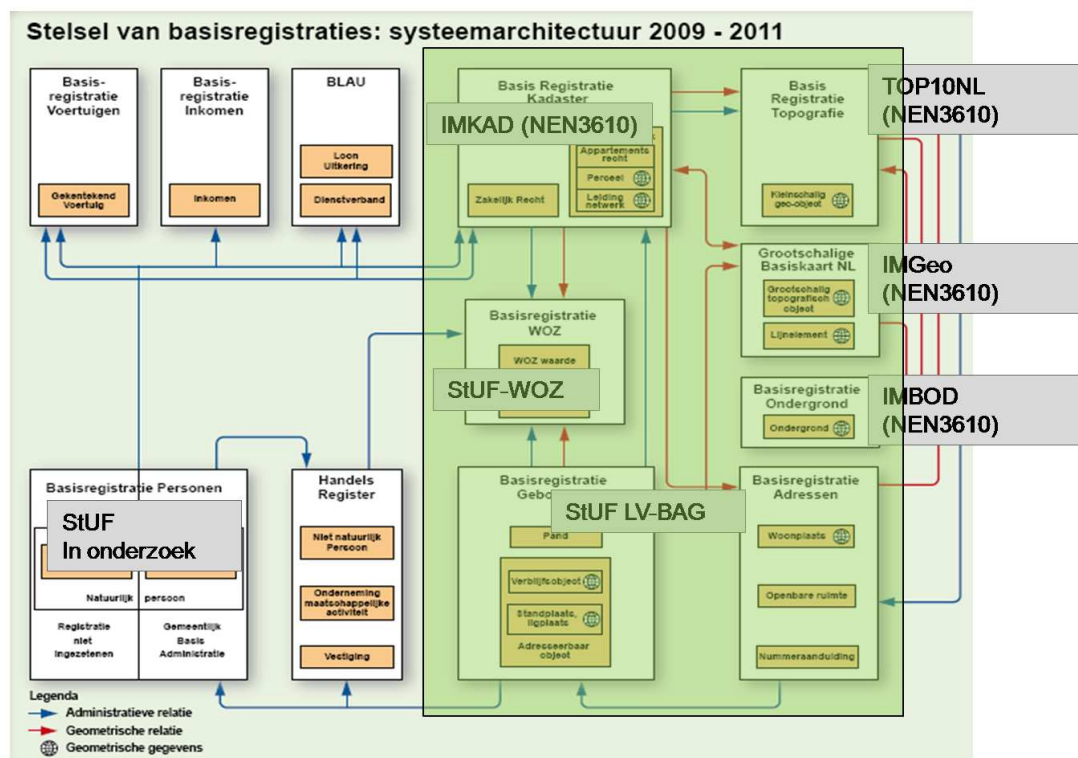 Stelsel van basisregistraties: systeemarchitectuur 2009 - 2011
Basis-
registratie
Voertuigen
Gekentekend
Voertuig
Basis-
registratie
Inkomen
Inkomen
BLAU
Loon
Uitkering
Dienstverband
Basis Registratie
Kadaster
IMKAD (NEN3610)
Appartements
recht
Perceel
Leiding
netwerk
Zakelijk Recht
Basis
Registratie
Topografie
Kleinschalig
geo-object
TOP10NL
(NEN3610)
Grootschalige
Basiskaart NL
Grootschalig
topografisch
object
Lijnelement
IMGeo
(NEN3610)
Basisregistratie
WOZ
WOZ waarde
StUF-WOZ
Basisregistratie
Ondergrond
Ondergrond
IMBOD
(NEN3610)
Basisregistratie Personen
StUF
In onderzoek
Natuurlijk persoon
Registratie
niet
Ingezetenen
Gemeentelijk
Basis
Administratie
Handels
Register
Niet natuurlijk
Persoon
Onderneming
maatschappelijke
activiteit
Vestiging
Basisregistratie
StUF LV-BAG
Pand
Verblijfsobject
Standplaats,
ligplaats
Adresseerbaar
object
Basisregistratie
Adressen
Woonplaats
Openbare ruimte
Nummeraanduiding
Legenda
Administratieve relatie
Geometrische relatie
Geometrische gegevens